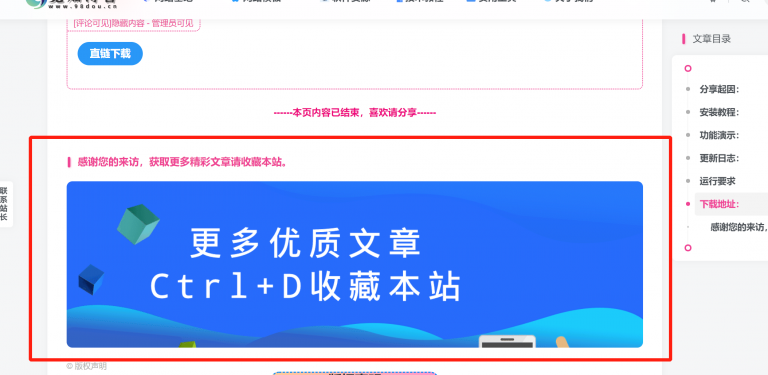 www.98dou.cn
[评论可见]隐藏内容 - 管理员可见
直链下载
------本页内容已结束，喜欢请分享------
感谢您的来访，获取更多精彩文章请收藏本站。
更多优质文章
Ctrl+D收藏本站
© 版权声明
联系站长
文章目录
分享起因：
安装教程：
功能演示：
更新日志：
运行要求
下载地址：
感谢您的来访，